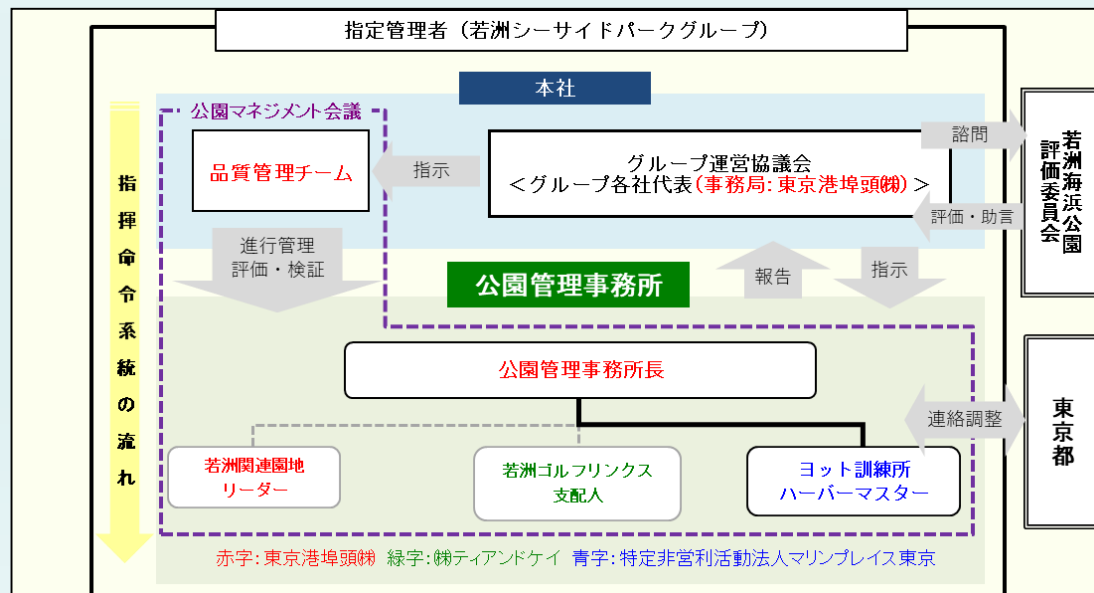 指定管理者（若洲シーサイドパークグループ）
本社
公園マネジメント会議
品質管理チーム
指示
グループ運営協議会
＜グループ各社代表(事務局：東京港埠頭㈱)＞
諮問
評価・助言
若洲海浜公園
評価委員会
指揮命令系統の流れ
進行管理
評価・検証
公園管理事務所
報告
指示
公園管理事務所長
連絡調整
東京都
若洲関連園地
リーダー
若洲ゴルフリンクス
支配人
ヨット訓練所
ハーバーマスター
赤字：東京港埠頭㈱ 緑字：㈱ティアンドケイ 青字：特定非営利活動法人マリンプレイス東京